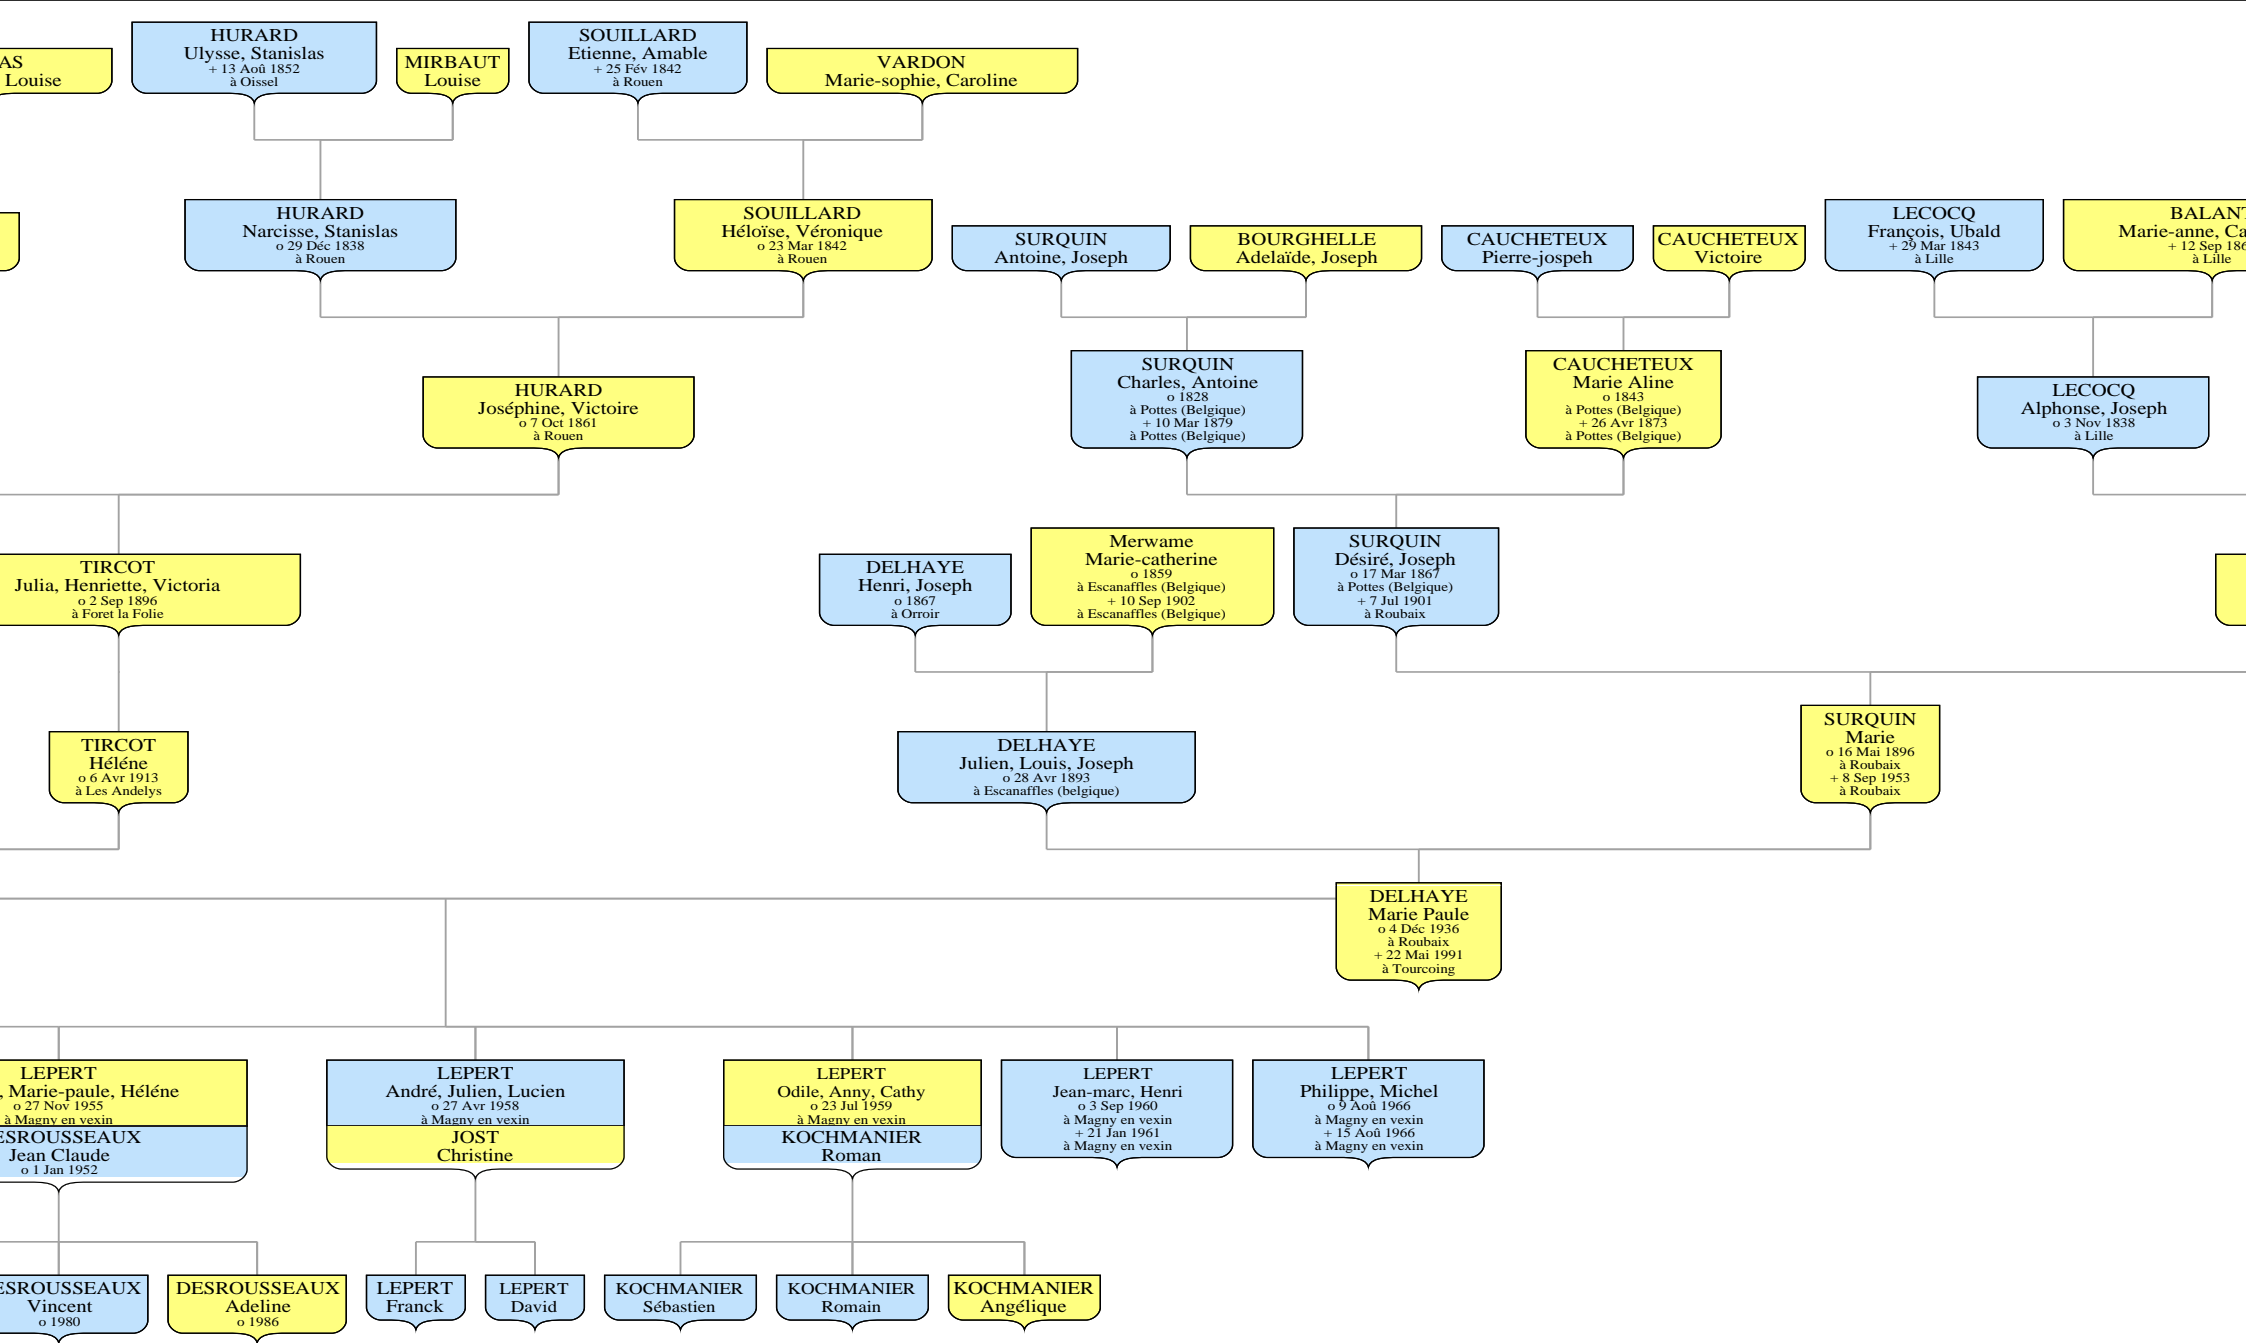 AS
Louise
HURARD
Ulysse, Stanislas
+ 13 Aoû 1852
à Oissel
MIRBAUT
Louise
SOUILLARD
Etienne, Amable
+ 25 Fév 1842
à Rouen
VARDON
Marie-sophie, Caroline
HURARD
Narcisse, Stanislas
o 29 Déc 1838
à Rouen
SOUILLARD
Héloïse, Véronique
o 23 Mar 1842
à Rouen
SURQUIN
Antoine, Joseph
BOURGHELLE
Adelaïde, Joseph
CAUCHETEUX
Pierre-jospeh
CAUCHETEUX
Victoire
LECOCQ
François, Ubald
+ 29 Mar 1843
à Lille
BALANT
Marie-anne, Ca
+ 12 Sep 186
à Lille
HURARD
Joséphine, Victoire
o 7 Oct 1861
à Rouen
SURQUIN
Charles, Antoine
o 1828
à Pottes (Belgique)
+ 10 Mar 1879
à Pottes (Belgique)
CAUCHETEUX
Marie Aline
o 1843
à Pottes (Belgique)
+ 26 Avr 1873
à Pottes (Belgique)
LECOCQ
Alphonse, Joseph
o 3 Nov 1838
à Lille
TIRCOT
Julia, Henriette, Victoria
o 2 Sep 1896
à Foret la Folie
DELHAYE
Henri, Joseph
o 1867
à Orroir
Merwame
Marie-catherine
o 1859
à Escanaffles (Belgique)
+ 10 Sep 1902
à Escanaffles (Belgique)
SURQUIN
Désiré, Joseph
o 17 Mar 1867
à Pottes (Belgique)
+ 7 Jul 1901
à Roubaix
TIRCOT
Héléne
o 6 Avr 1913
à Les Andelys
DELHAYE
Julien, Louis, Joseph
o 28 Avr 1893
à Escanaffles (belgique)
SURQUIN
Marie
o 16 Mai 1896
à Roubaix
+ 8 Sep 1953
à Roubaix
DELHAYE
Marie Paule
o 4 Déc 1936
à Roubaix
+ 22 Mai 1991
à Tourcoing
LEPERT
, Marie-paule, Héléne
o 27 Nov 1955
à Magny en vexin
ESROUSSEAUX
Jean Claude
o 1 Jan 1952
LEPERT
André, Julien, Lucien
o 27 Avr 1958
à Magny en vexin
JOST
Christine
LEPERT
Odile, Anny, Cathy
o 23 Jul 1959
à Magny en vexin
KOCHMANIER
Roman
LEPERT
Jean-marc, Henri
o 3 Sep 1960
à Magny en vexin
+ 21 Jan 1961
à Magny en vexin
LEPERT
Philippe, Michel
o 9 Aoû 1966
à Magny en vexin
+ 15 Aoû 1966
à Magny en vexin
ESROUSSEAUX
Vincent
o 1980
DESROUSSEAUX
Adeline
o 1986
LEPERT
Franck
LEPERT
David
KOCHMANIER
Sébastien
KOCHMANIER
Romain
KOCHMANIER
Angélique